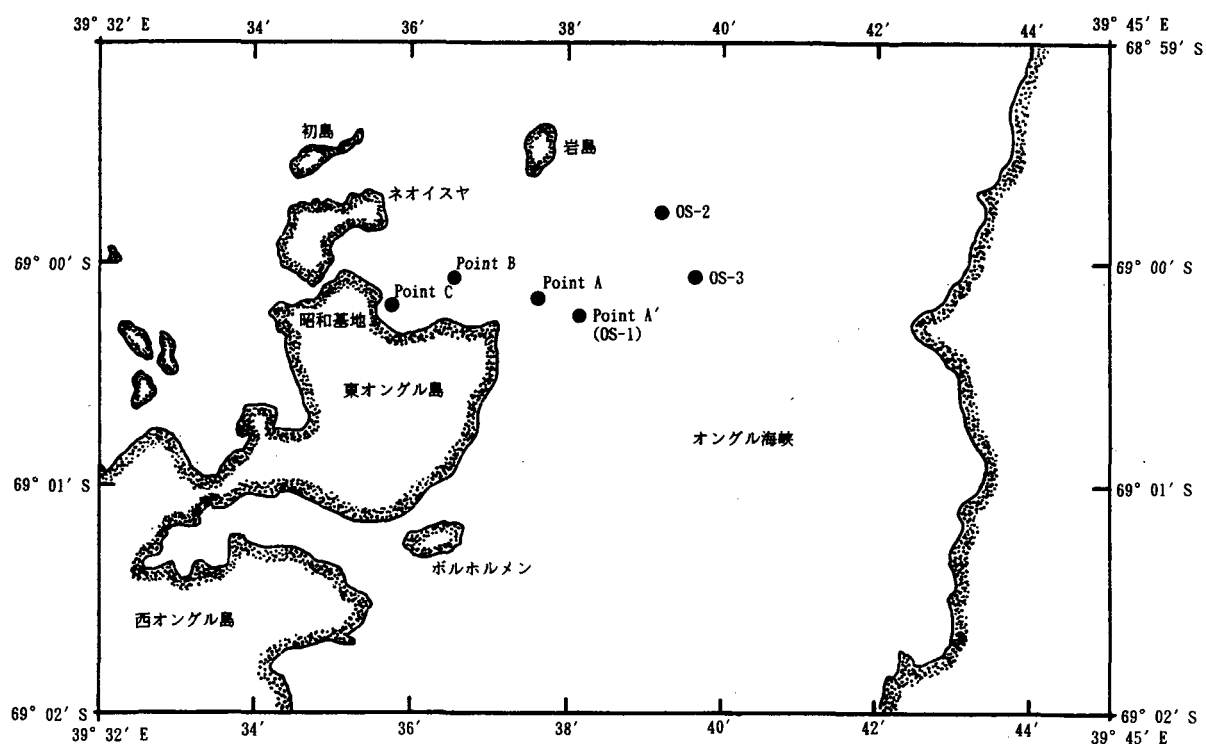 39° 32′ E
34′
36′
38′
40′
42′
44′
39° 45′ E
68° 59′ S
初島
岩島
ネオイスヤ
OS-2
69° 00′ S
Point B
69° 00′ S
Point C
Point A
OS-3
昭和基地
Point A′
(OS-1)
東オングル島
オングル海峡
69° 01′ S
69° 01′ S
ボルホルメン
西オングル島
69° 02′ S
69° 02′ S
39° 32′ E
34′
36′
38′
40′
42′
44′
39° 45′ E